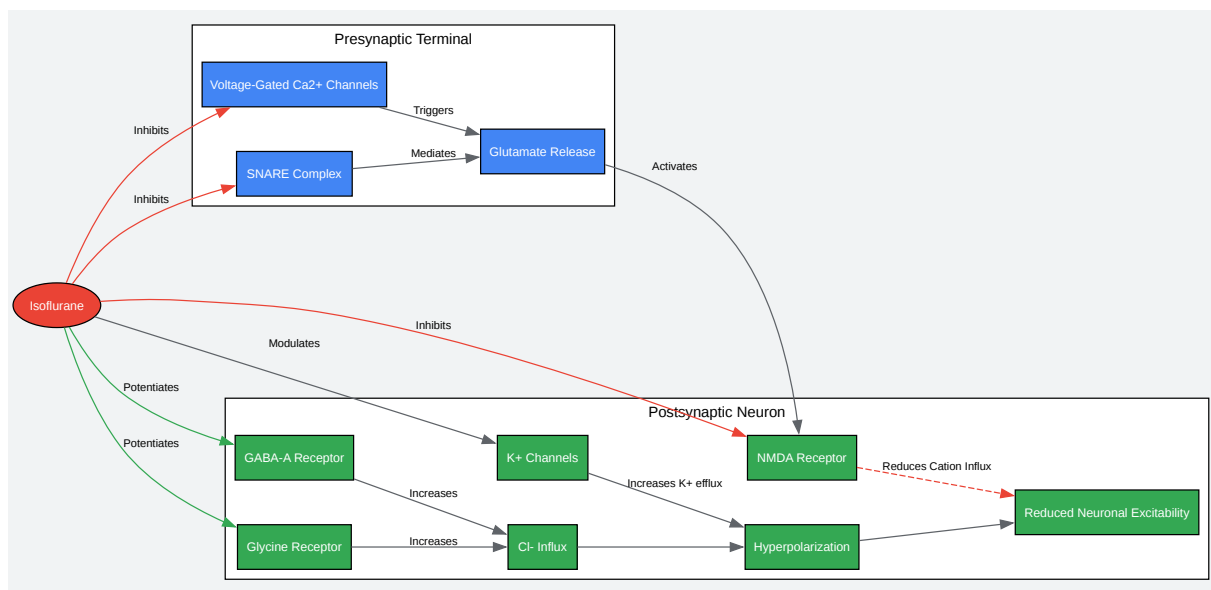 Presynaptic Terminal
Voltage-Gated Ca2+ Channels
Triggers
Inhibits
Glutamate Release
Mediates
SNARE Complex
Activates
Inhibits
Isoflurane
Inhibits
Modulates
Potentiates
Postsynaptic Neuron
Potentiates
GABA-A Receptor
K+ Channels
NMDA Receptor
Reduces Cation Influx
Increases K+ efflux
Increases
Reduced Neuronal Excitability
Glycine Receptor
Increases
Cl- Influx
Hyperpolarization